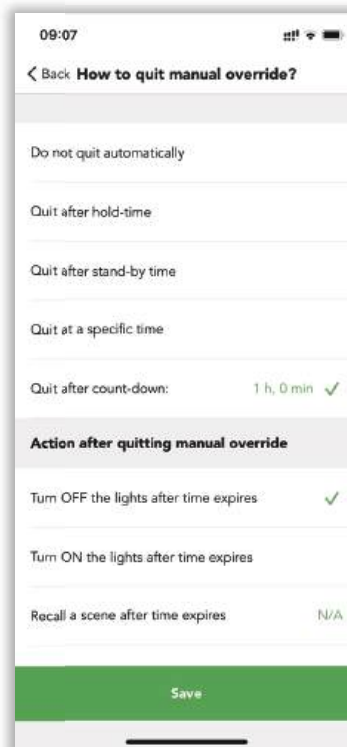 09:07
Back How to quit manual override?
Do not quit automatically
Quit after hold-time
Quit after stand-by time
Quit at a specific time
Quit after count-down: 1 h, 0 min
Action after quitting manual override
Turn OFF the lights after time expires
Turn ON the lights after time expires
Recall a scene after time expires N/A
Save